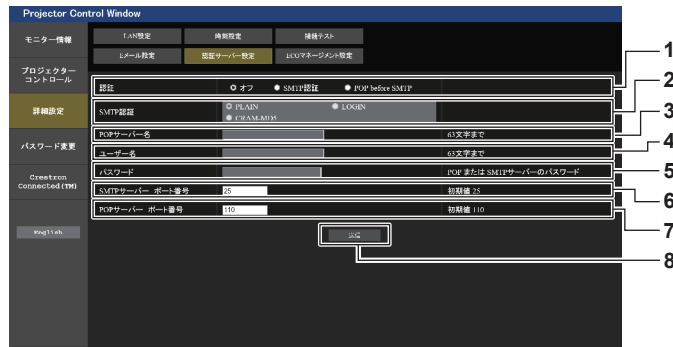 Projector Control Window
モニター情報
プロジェクター
コントロール
詳細設定
パスワード変更
Crestron
Connected(TM)
English
LAN設定 時刻設定 接続テスト
Eメール設定 認証サーバー設定 ECOマネージメント設定
認証 オフ SMTP認証 POP before SMTP 1
SMTP認証 PLAIN LOGIN 2
CRAM-MD5
POPサーバー名 63文字まで 3
ユーザー名 63文字まで 4
パスワード POP または SMTPサーバーのパスワード 5
SMTPサーバー ポート番号 25 初期値 25 6
POPサーバー ポート番号 110 初期値 110 7
送信 8